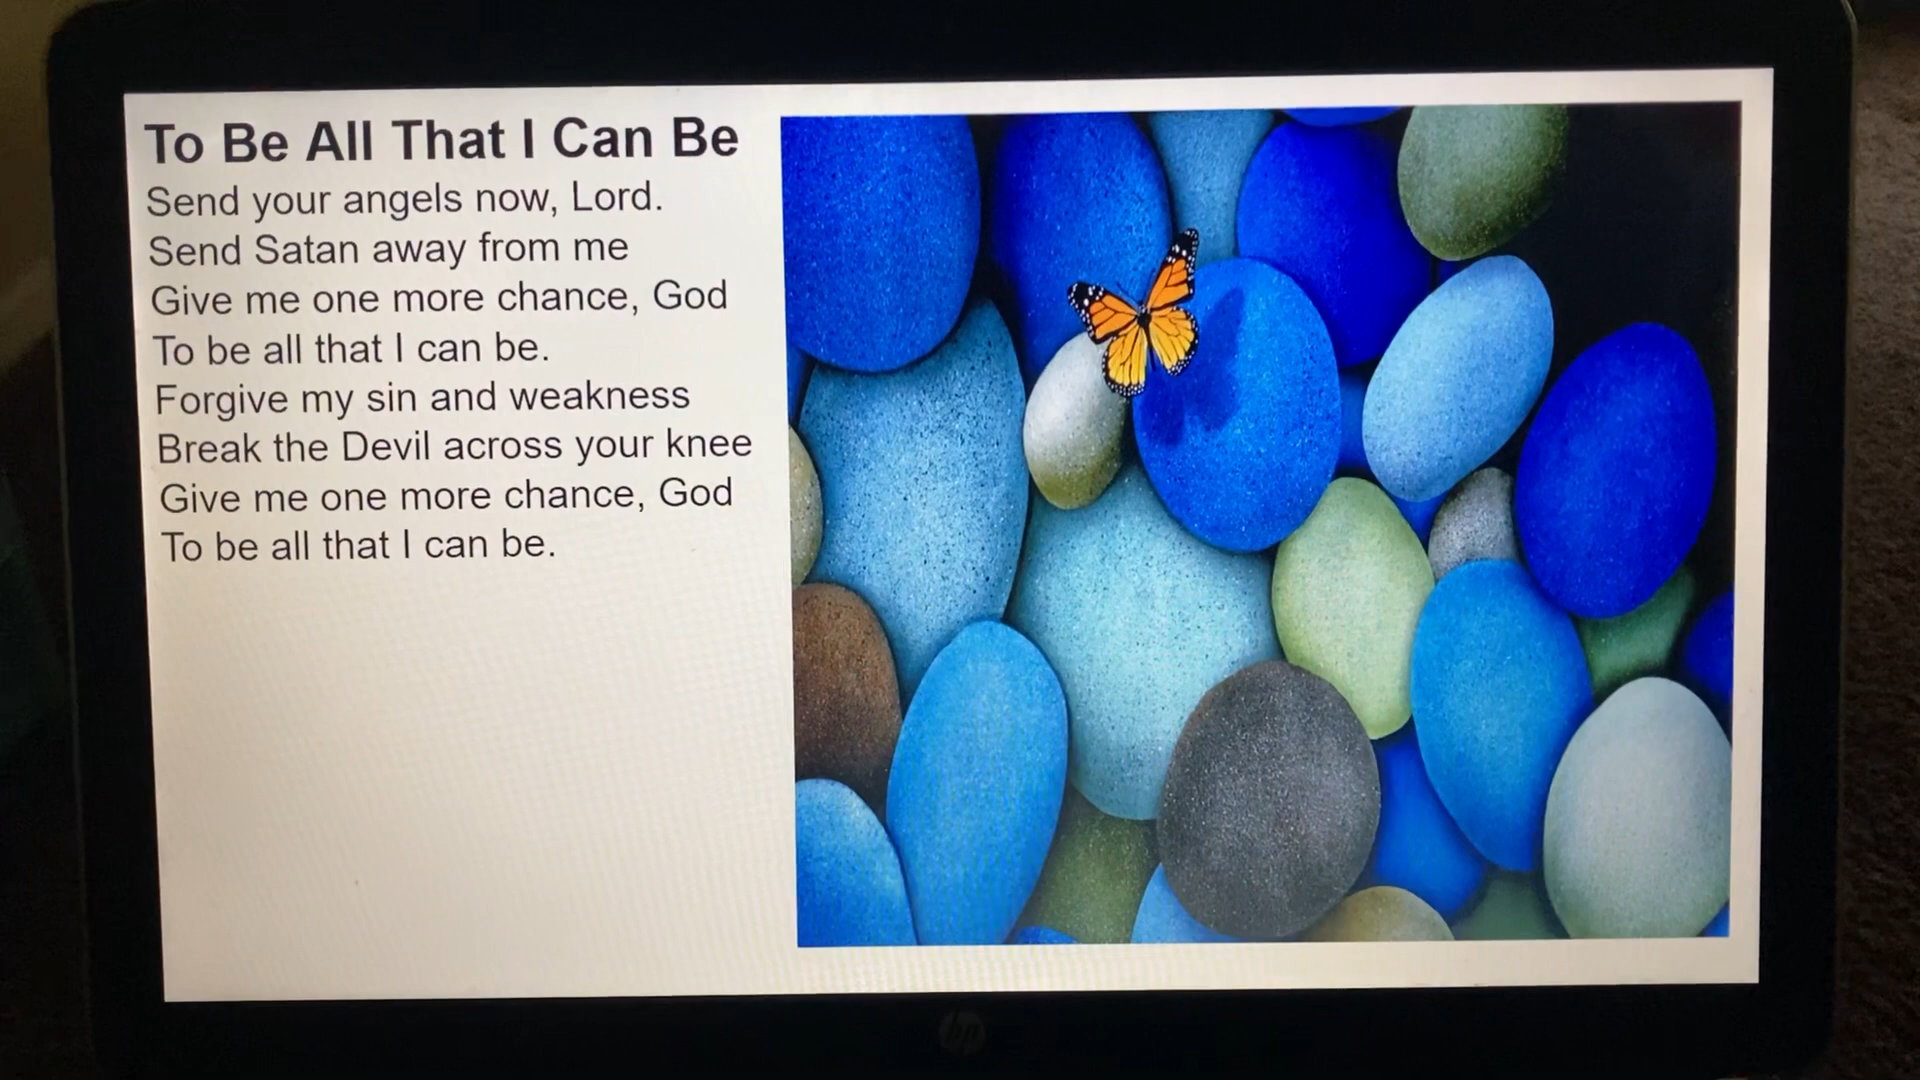 To Be All That I Can Be
Send your angels now, Lord.
Send Satan away from me
Give me one more chance, God
To be all that I can be.
Forgive my sin and weakness
Break the Devil across your knee
Give me one more chance, God
To be all that I can be.
hp